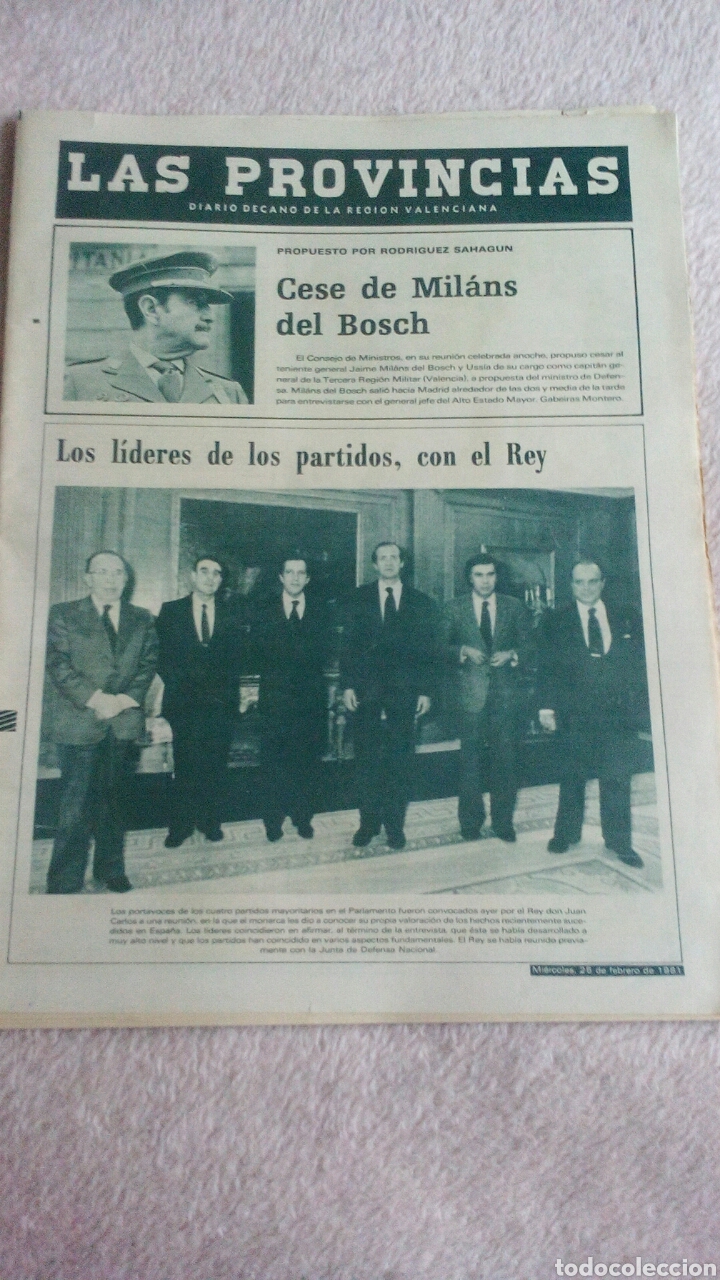 LAS PROVINCIAS
DIARIO DECANO DE LA REGION VALENCIANA
ITANIA
PROPUESTO POR RODRIGUEZ SAHAGUN
Cese de Miláns
del Bosch
El Consejo de Ministros, en su reunión celebrada anoche, propuso cesar al
teniente general Jaime Miláns del Bosch y Ussía de su cargo como capitán ge-
neral de la Tercera Región Militar (Valencia), a propuesta del ministro de Defen-
sa. Miláns del Bosch salió hacia Madrid alrededor de las dos y media de la tarde
para entrevistarse con el general jefe del Alto Estado Mayor, Gabeiras Montero.
Los líderes de los partidos, con el Rey
Los portavoces de los cuatro partidos mayoritarios en el Parlamento fueron convocados ayer por el Rey don Juan
Carlos a una reunión, en la que el monarca les dio a conocer su propia valoración de los hechos recientemente suce-
didos en España. Los líderes coincidieron en afirmar, al término de la entrevista, que ésta se había desarrollado a
muy alto nivel y que los partidos han coincidido en varios aspectos fundamentales. El Rey se había reunido previa-
mente con la Junta de Defensa Nacional.
Miércoles, 25 de febrero de 1981
todocoleccion